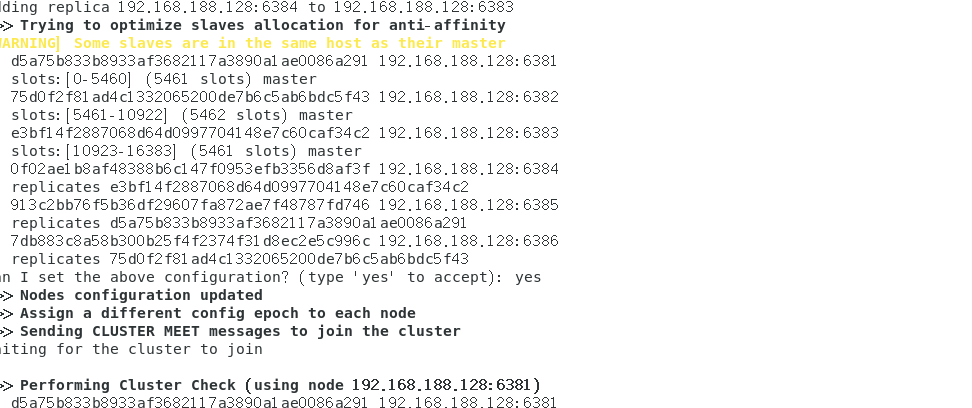 lding replica 192.168.188.128:6384 to 192.168.188.128:6383
>> Trying to optimize slaves allocation for anti-affinity
WARNING] Some slaves are in the same host as their master
d5a75b833b8933af3682117a3890a1ae0086a291 192.168.188.128:6381
slots:[0-5460] (5461 slots) master
75d0f2f81ad4c1332065200de7b6c5ab6bdc5f43 192.168.188.128:6382
slots:[5461-10922] (5462 slots) master
e3bf14f2887068d64d0997704148e7c60caf34c2 192.168.188.128:6383
slots:[10923-16383] (5461 slots) master
0f02ae1b8af48388b6c147f0953efb3356d8af3f 192.168.188.128:6384
replicates e3bf14f2887068d64d0997704148e7c60caf34c2
913c2bb76f5b36df29607fa872ae7f48787fd746 192.168.188.128:6385
replicates d5a75b833b8933af3682117a3890a1ae0086a291
7db883c8a58b300b25f4f2374f31d8ec2e5c996c 192.168.188.128:6386
replicates 75d0f2f81ad4c1332065200de7b6c5ab6bdc5f43
an I set the above configuration? (type 'yes' to accept): yes
>> Nodes configuration updated
>> Assign a different config epoch to each node
>> Sending CLUSTER MEET messages to join the cluster
aiting for the cluster to join
>> Performing Cluster Check (using node 192.168.188.128:6381)
d5a75b833b8933af3682117a3890a1ae0086a291 192.168.188.128:6381